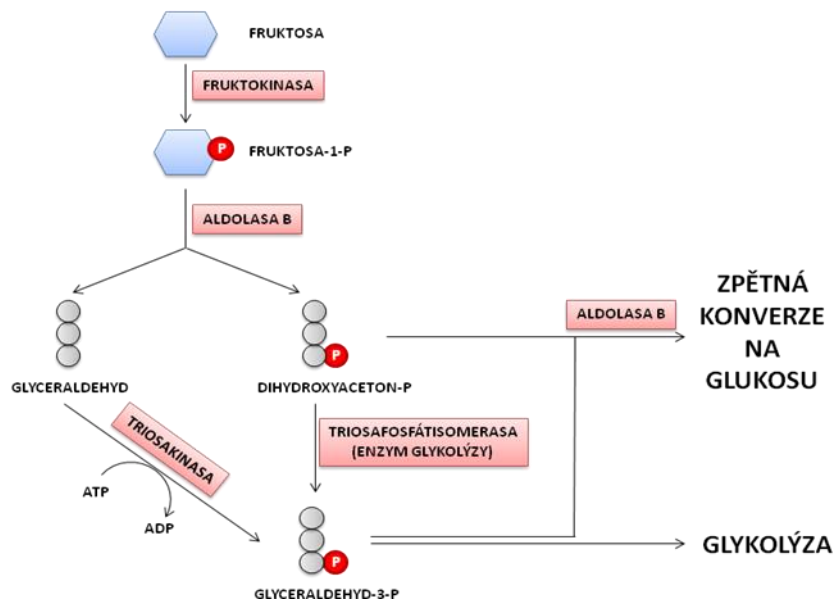 FRUKTOSA
FRUKTOKINASA
P
FRUKTOSA-1-P
ALDOLASA B
GLYCERALDEHYD
P
DIHYDROXYACETON-P
ALDOLASA B
ZPĚTNÁ
KONVERZE
NA
GLUKOSU
TRIOSAKINASA
TRIOSAFOSFÁTISOMERASA
(ENZYM GLYKOLÝZY)
ATP
ADP
P
GLYCERALDEHYD-3-P
GLYKOLÝZA